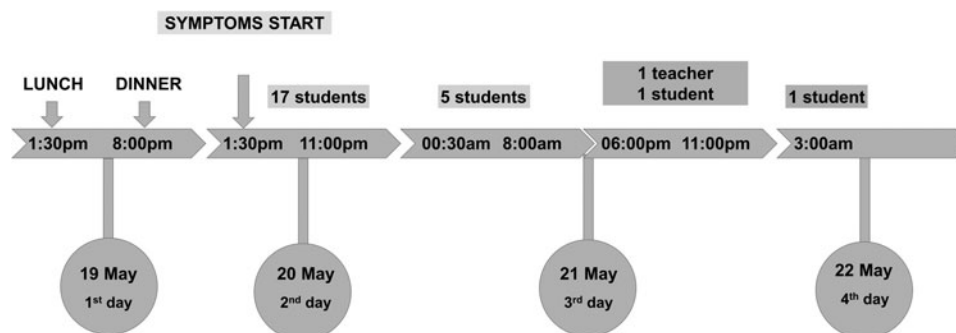 SYMPTOMS START
LUNCH DINNER
17 students 5 students
1 teacher
1 student
1 student
1:30pm 8:00pm 1:30pm 11:00pm 00:30am 8:00am 06:00pm 11:00pm 3:00am
19 May
1st day
20 May
2nd day
21 May
3rd day
22 May
4th day